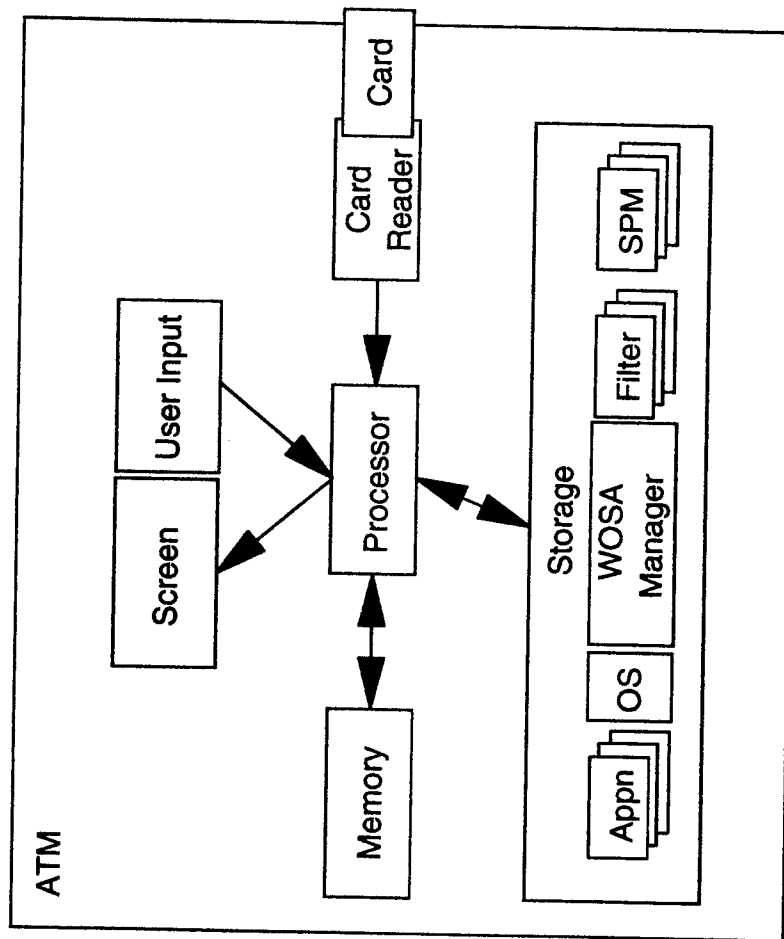 ATM
Screen
User Input
Memory
Processor
Card
Reader
Card
Storage
Appn
OS
WOSA
Manager
Filter
SPM